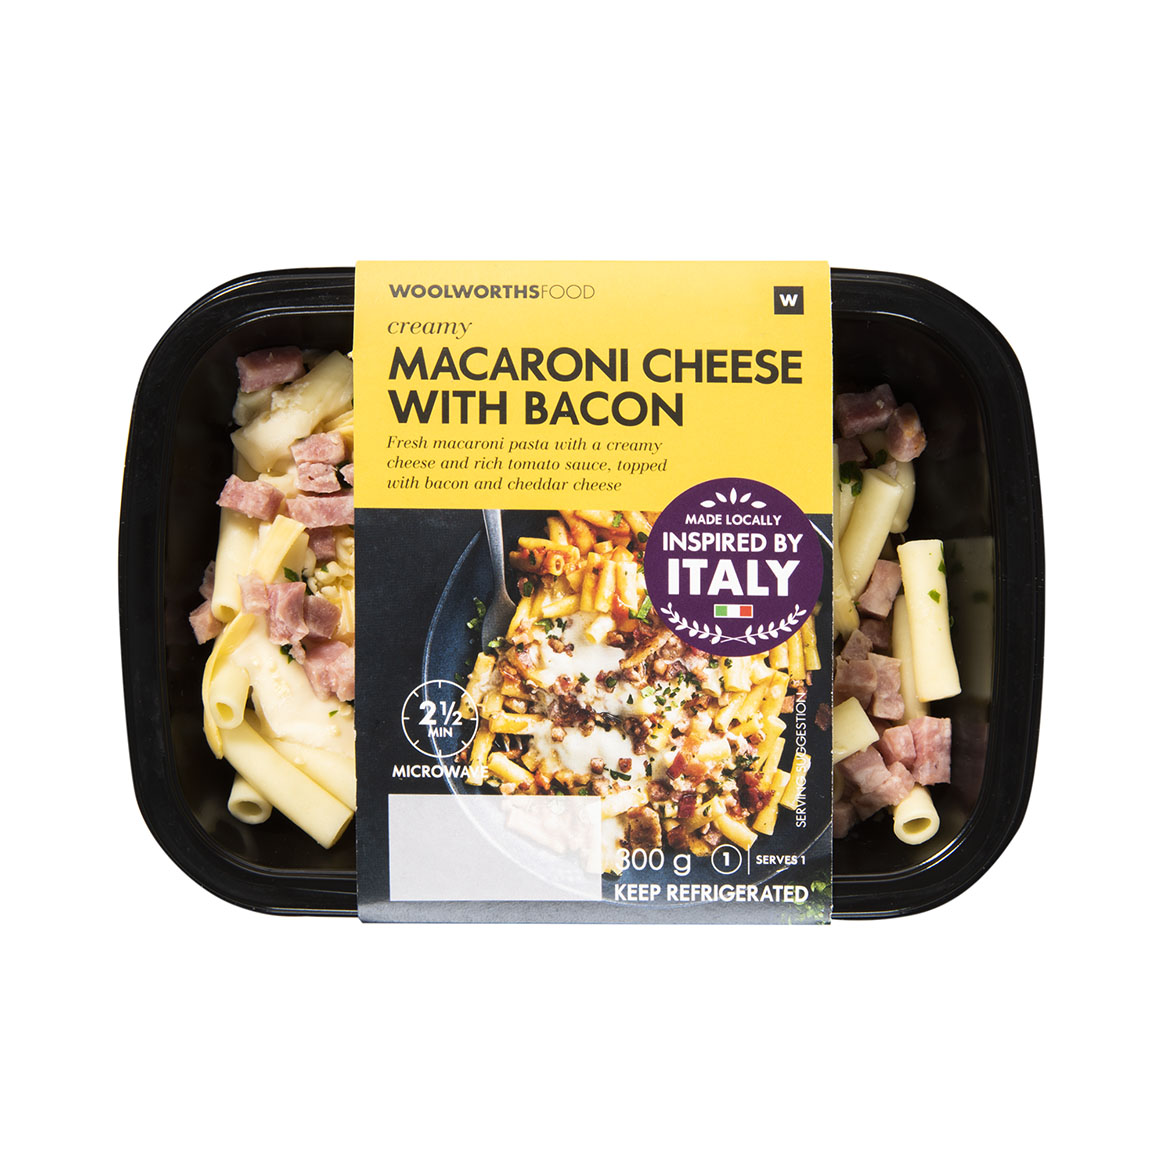 WOOLWORTHSFOOD
W
creamy
MACARONI CHEESE
WITH BACON
Fresh macaroni pasta with a creamy
cheese and rich tomato sauce, topped
with bacon and cheddar cheese
MADE LOCALLY
INSPIRED BY
ITALY
2½
MIN
MICROWAVE
SERVING SUGGESTION
300 g 1 SERVES 1
KEEP REFRIGERATED